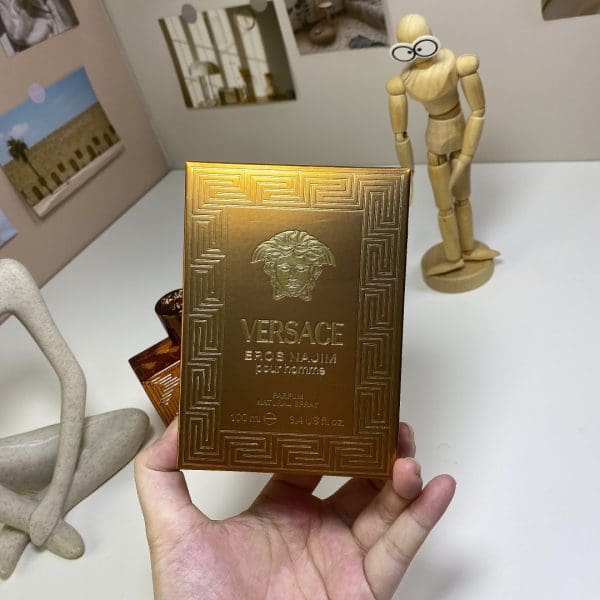 VERSACE
EROS NAJIM
pour homme
PARFUM
NATURAL SPRAY
100 ml ℮ 3.4 US fl. oz.